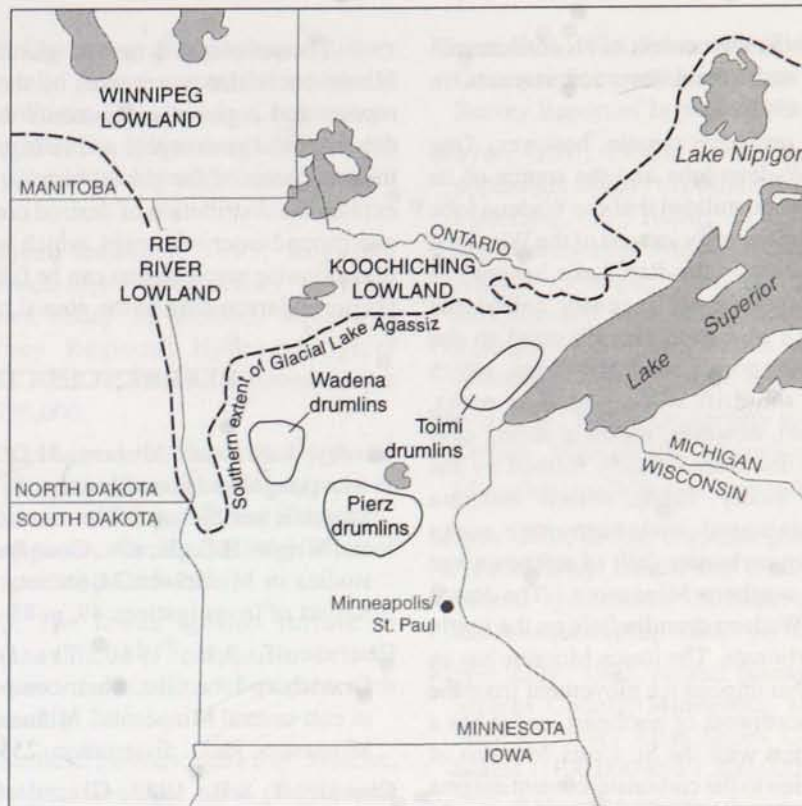 WINNIPEG
LOWLAND
Lake Nipigon
MANITOBA
ONTARIO
RED
RIVER
LOWLAND
KOOCHICHING
LOWLAND
Lake Superior
Southern extent of Glacial Lake Agassiz
Wadena
drumlins
Toimi
drumlins
MICHIGAN
WISCONSIN
NORTH DAKOTA
SOUTH DAKOTA
Pierz
drumlins
Minneapolis/
St. Paul
MINNESOTA
IOWA